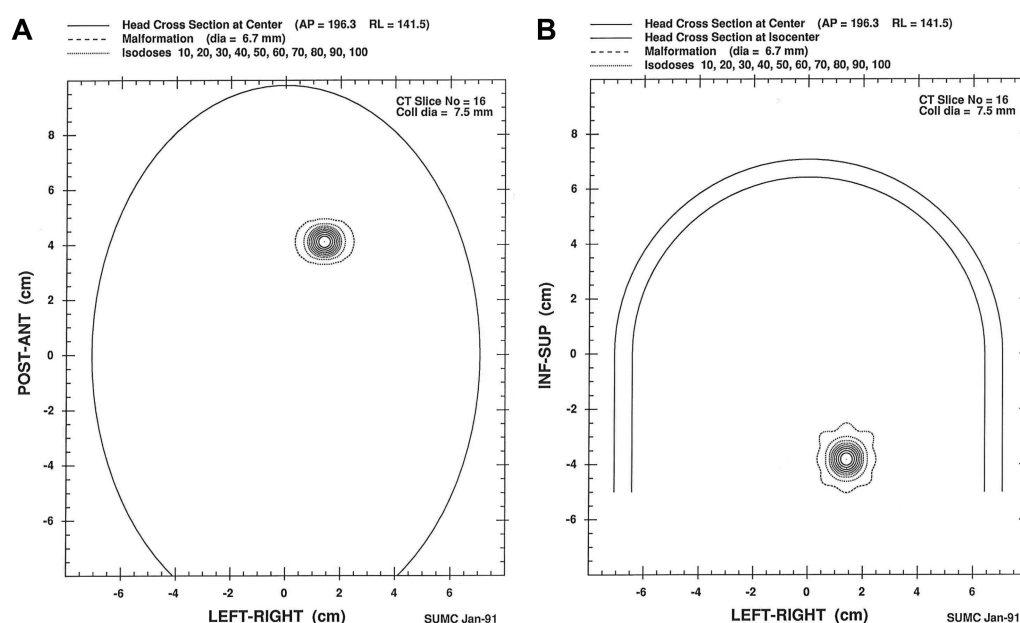 A
Head Cross Section at Center (AP = 196.3 RL = 141.5)
Malformation (dia = 6.7 mm)
Isodoses 10, 20, 30, 40, 50, 60, 70, 80, 90, 100
CT Slice No = 16
Coll dia = 7.5 mm
8
6
4
2
0
-2
-4
-6
POST-ANT (cm)
-6 -4 -2 0 2 4 6
LEFT-RIGHT (cm)
SUMC Jan-91
B
Head Cross Section at Center (AP = 196.3 RL = 141.5)
Head Cross Section at Isocenter
Malformation (dia = 6.7 mm)
Isodoses 10, 20, 30, 40, 50, 60, 70, 80, 90, 100
CT Slice No = 16
Coll dia = 7.5 mm
8
6
4
2
0
-2
-4
-6
INF-SUP (cm)
-6 -4 -2 0 2 4 6
LEFT-RIGHT (cm)
SUMC Jan-91